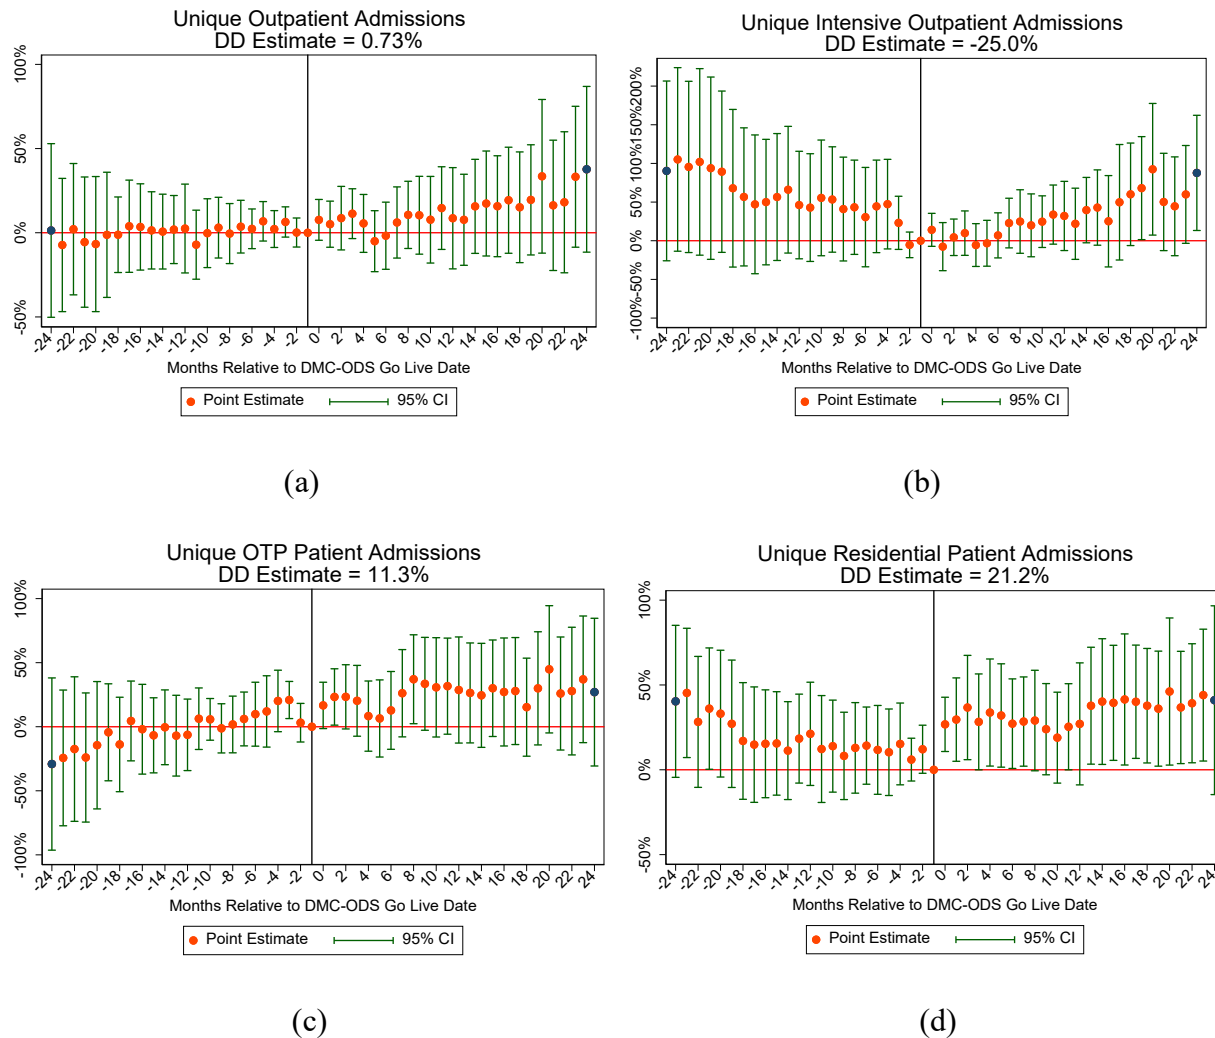 Unique Outpatient Admissions
DD Estimate = 0.73%
100%
50%
0%
-50%
-24 -22 -20 -18 -16 -14 -12 -10 -8 -6 -4 -2 0 2 4 6 8 10 12 14 16 18 20 22 24
Months Relative to DMC-ODS Go Live Date
Point Estimate 95% CI
(a)
Unique Intensive Outpatient Admissions
DD Estimate = -25.0%
200%
150%
100%
50%
0%
-50%
-100%
-24 -22 -20 -18 -16 -14 -12 -10 -8 -6 -4 -2 0 2 4 6 8 10 12 14 16 18 20 22 24
Months Relative to DMC-ODS Go Live Date
Point Estimate 95% CI
(b)
Unique OTP Patient Admissions
DD Estimate = 11.3%
100%
50%
0%
-50%
-100%
-24 -22 -20 -18 -16 -14 -12 -10 -8 -6 -4 -2 0 2 4 6 8 10 12 14 16 18 20 22 24
Months Relative to DMC-ODS Go Live Date
Point Estimate 95% CI
(c)
Unique Residential Patient Admissions
DD Estimate = 21.2%
100%
50%
0%
-50%
-24 -22 -20 -18 -16 -14 -12 -10 -8 -6 -4 -2 0 2 4 6 8 10 12 14 16 18 20 22 24
Months Relative to DMC-ODS Go Live Date
Point Estimate 95% CI
(d)